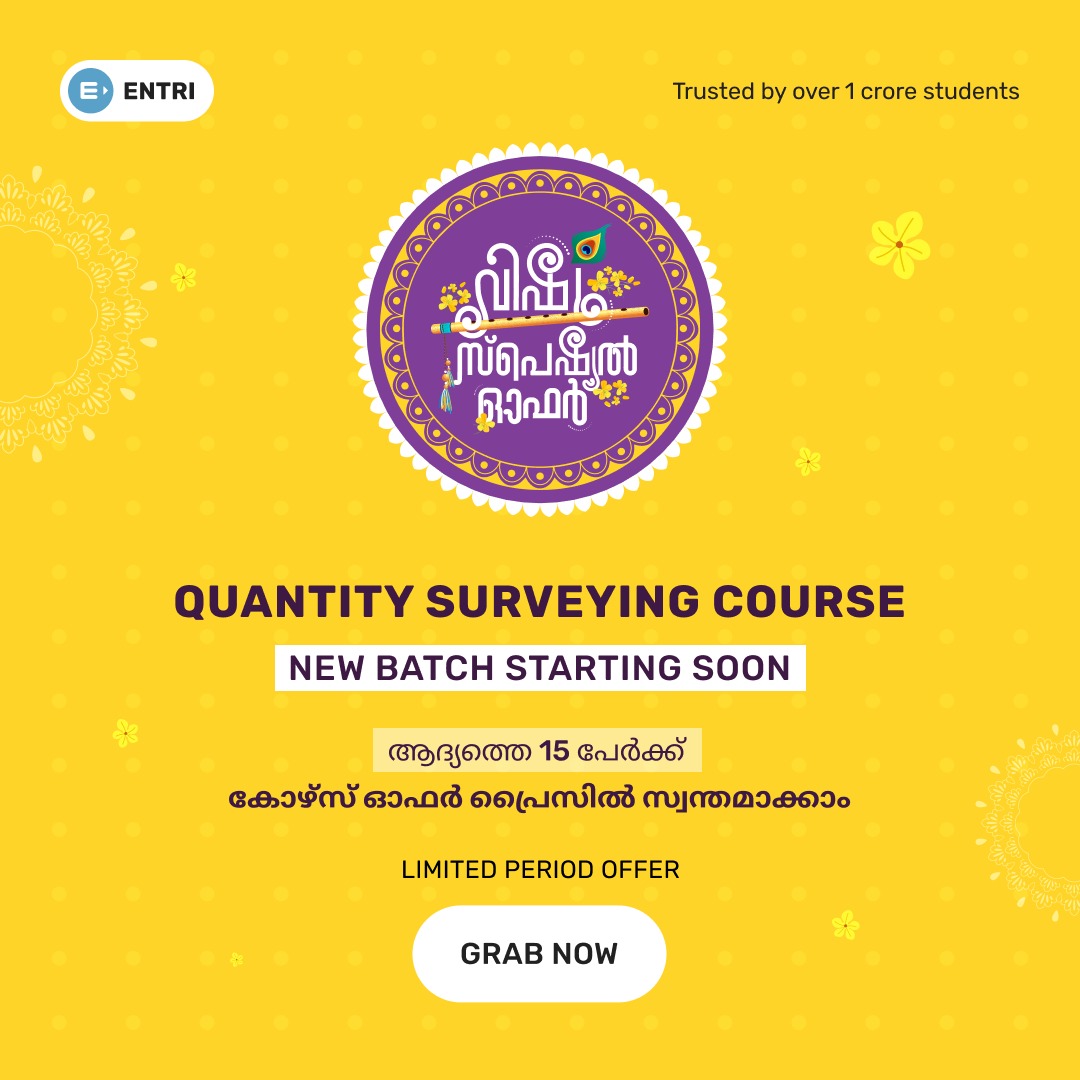 ENTRI
Trusted by over 1 crore students
വിഷു
സ്പെഷ്യൽ
ഓഫർ
QUANTITY SURVEYING COURSE
NEW BATCH STARTING SOON
ആദ്യത്തെ 15 പേർക്ക്
കോഴ്സ് ഓഫർ പ്രൈസിൽ സ്വന്തമാക്കാം
LIMITED PERIOD OFFER
GRAB NOW